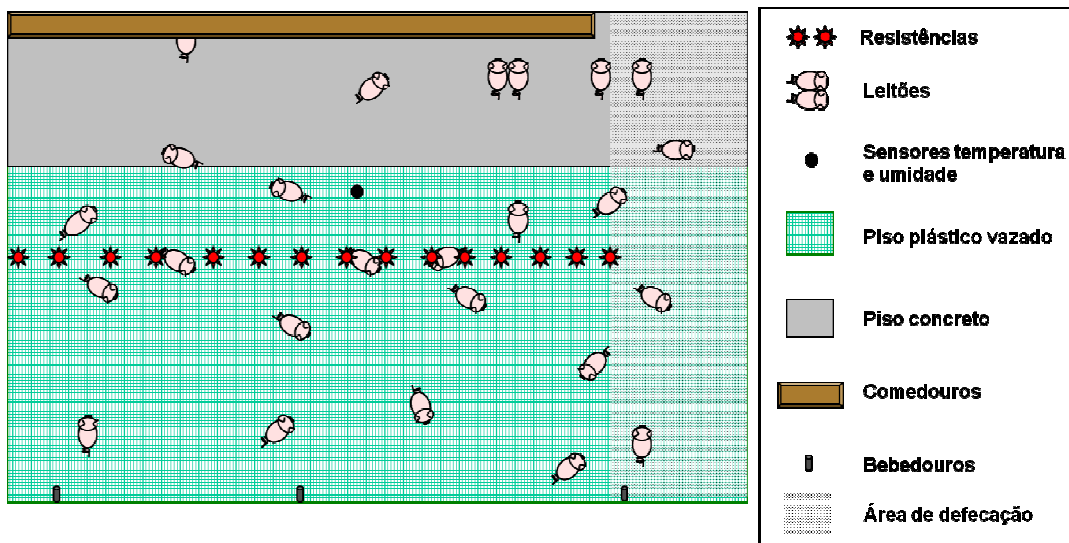 Resistências
Leitões
Sensores temperatura
e umidade
Piso plástico vazado
Piso concreto
Comedouros
Bebedouros
Área de defecação